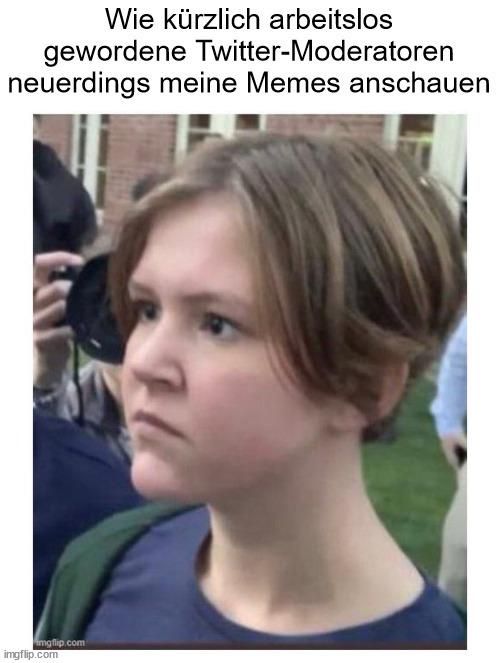 Wie kürzlich arbeitslos
gewordene Twitter-Moderatoren
neuerdings meine Memes anschauen
imgflip.com
imgflip.com